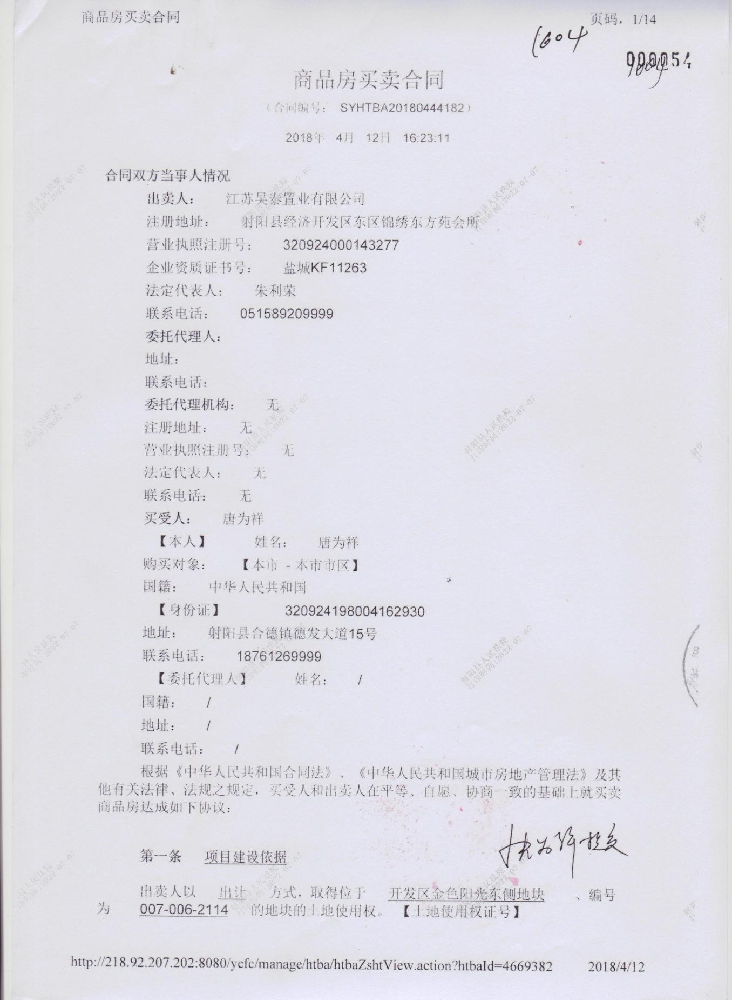 商品房买卖合同 页码，1/14
1604
商品房买卖合同
（合同编号： SYHTBA20180444182）
2018年 4月 12日 16:23:11
合同双方当事人情况
出卖人： 江苏吴泰置业有限公司
注册地址： 射阳县经济开发区东区锦绣东方苑会所
营业执照注册号： 320924000143277
企业资质证书号： 盐城KF11263
法定代表人： 朱利荣
联系电话： 051589209999
委托代理人：
地址：
联系电话：
委托代理机构： 无
注册地址： 无
营业执照注册号： 无
法定代表人： 无
联系电话： 无
买受人： 唐为祥
【本人】 姓名： 唐为祥
购买对象： 【本市 - 本市市区】
国籍： 中华人民共和国
【身份证】 320924198004162930
地址： 射阳县合德镇德发大道15号
联系电话： 18761269999
【委托代理人】 姓名： /
国籍： /
地址： /
联系电话： /
根据《中华人民共和国合同法》、《中华人民共和国城市房地产管理法》及其
他有关法律、法规之规定，买受人和出卖人在平等、自愿、协商一致的基础上就买卖
商品房达成如下协议：
第一条 项目建设依据
出卖人以 出让 方式，取得位于 开发区金色阳光东侧地块 、编号
为 007-006-2114 的地块的土地使用权。【土地使用权证号】
http://218.92.207.202:8080/ycfc/manage/htba/htbaZshtView.action?htbaId=4669382 2018/4/12
射阳县人民法院
打印时间:2022-07-07